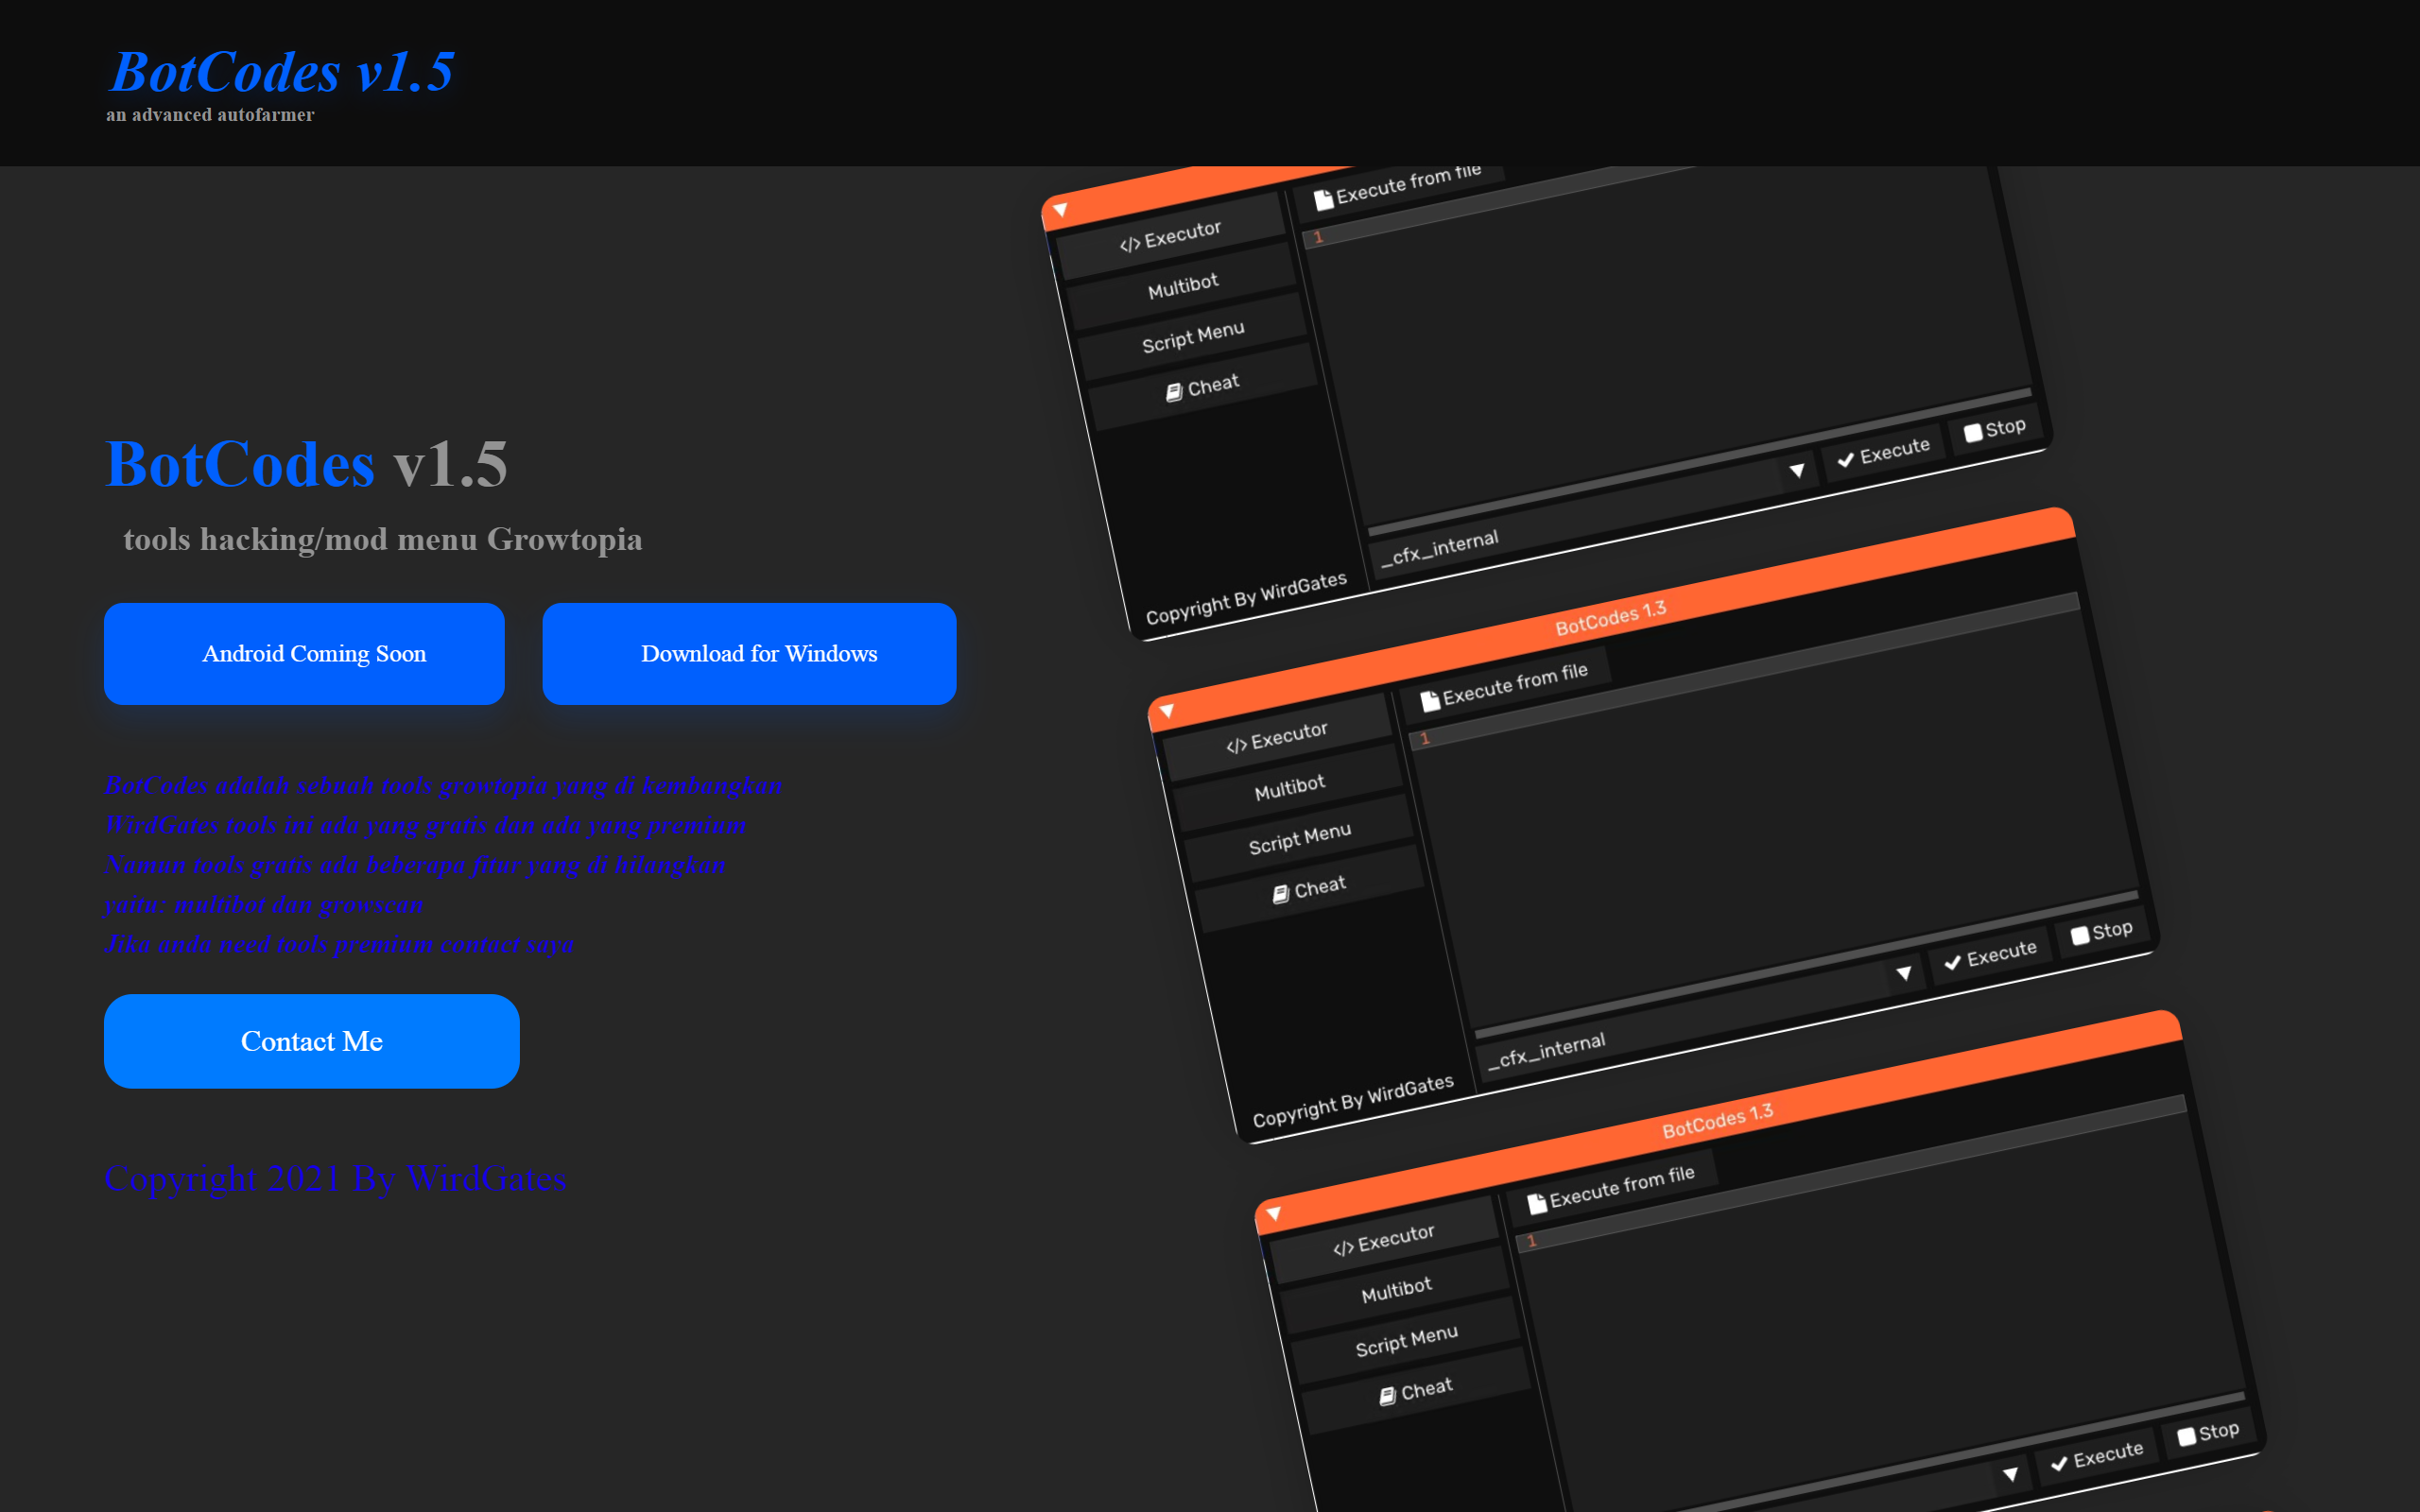 BotCodes v1.5
an advanced autofarmer
BotCodes v1.5
tools hacking/mod menu Growtopia
Android Coming Soon
Download for Windows
BotCodes adalah sebuah tools growtopia yang di kembangkan
WirdGates tools ini ada yang gratis dan ada yang premium
Namun tools gratis ada beberapa fitur yang di hilangkan
yaitu: multibot dan growscan
Jika anda need tools premium contact saya
Contact Me
Copyright 2021 By WirdGates
Execute from file
</> Executor
1
Multibot
Script Menu
Cheat
Execute
Stop
_cfx_internal
Copyright By WirdGates
BotCodes 1.3
Execute from file
</> Executor
1
Multibot
Script Menu
Cheat
Execute
Stop
_cfx_internal
Copyright By WirdGates
BotCodes 1.3
Execute from file
</> Executor
1
Multibot
Script Menu
Cheat
Execute
Stop